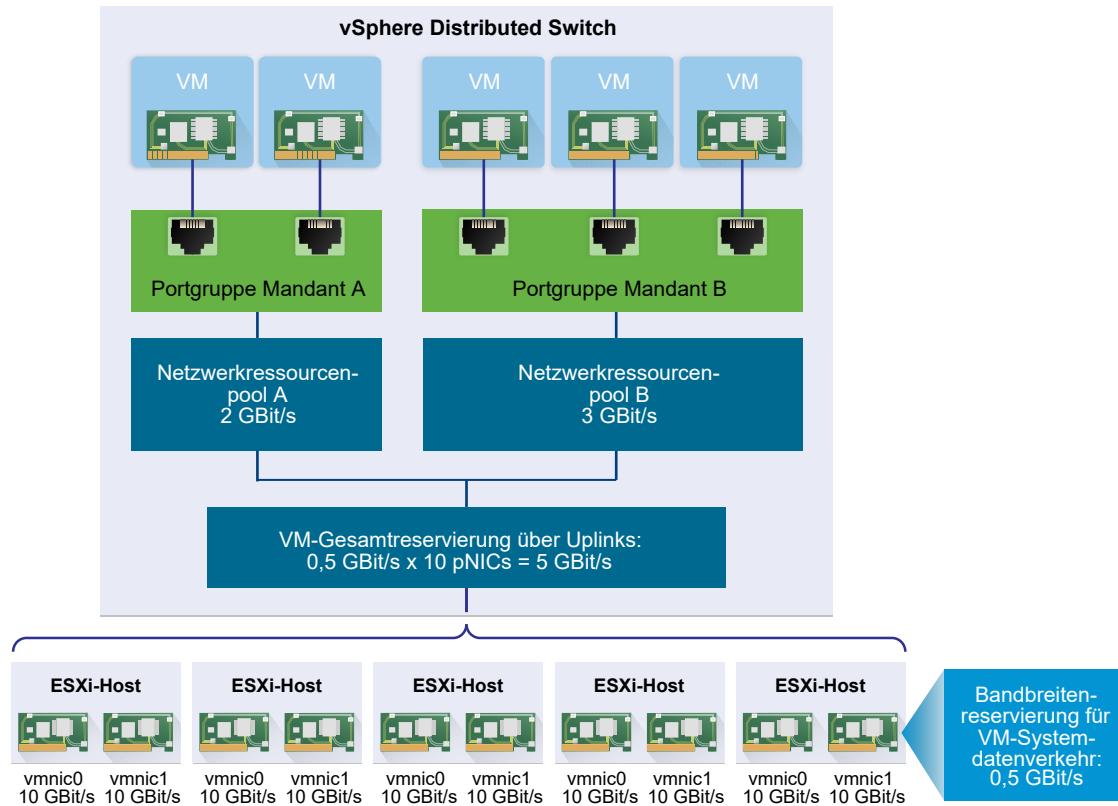 vSphere Distributed Switch
VM
VM
VM
VM
VM
Portgruppe Mandant A
Portgruppe Mandant B
Netzwerkressourcen-
pool A
2 GBit/s
Netzwerkressourcen-
pool B
3 GBit/s
VM-Gesamtreservierung über Uplinks:
0,5 GBit/s x 10 pNICs = 5 GBit/s
ESXi-Host
ESXi-Host
ESXi-Host
ESXi-Host
ESXi-Host
vmnic0
10 GBit/s
vmnic1
10 GBit/s
vmnic0
10 GBit/s
vmnic1
10 GBit/s
vmnic0
10 GBit/s
vmnic1
10 GBit/s
vmnic0
10 GBit/s
vmnic1
10 GBit/s
vmnic0
10 GBit/s
vmnic1
10 GBit/s
Bandbreiten-
reservierung für
VM-System-
datenverkehr:
0,5 GBit/s